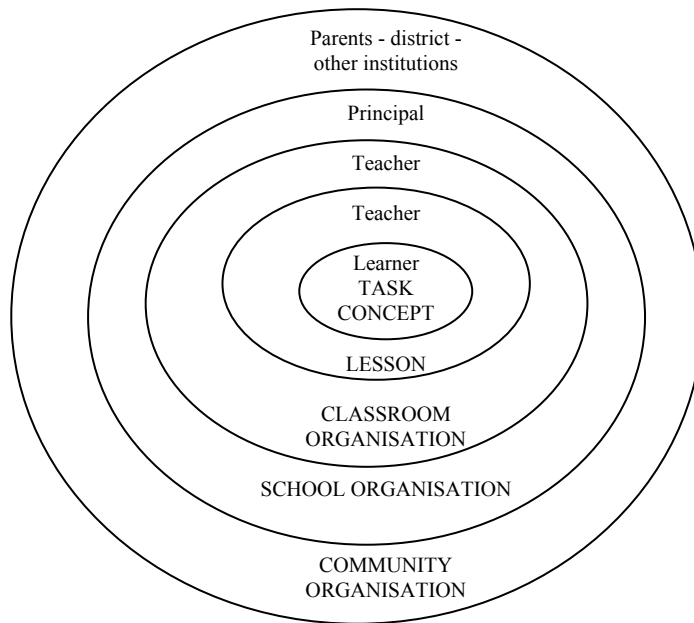 Parents - district -
other institutions
Principal
Teacher
Teacher
Learner
TASK
CONCEPT
LESSON
CLASSROOM
ORGANISATION
SCHOOL ORGANISATION
COMMUNITY
ORGANISATION